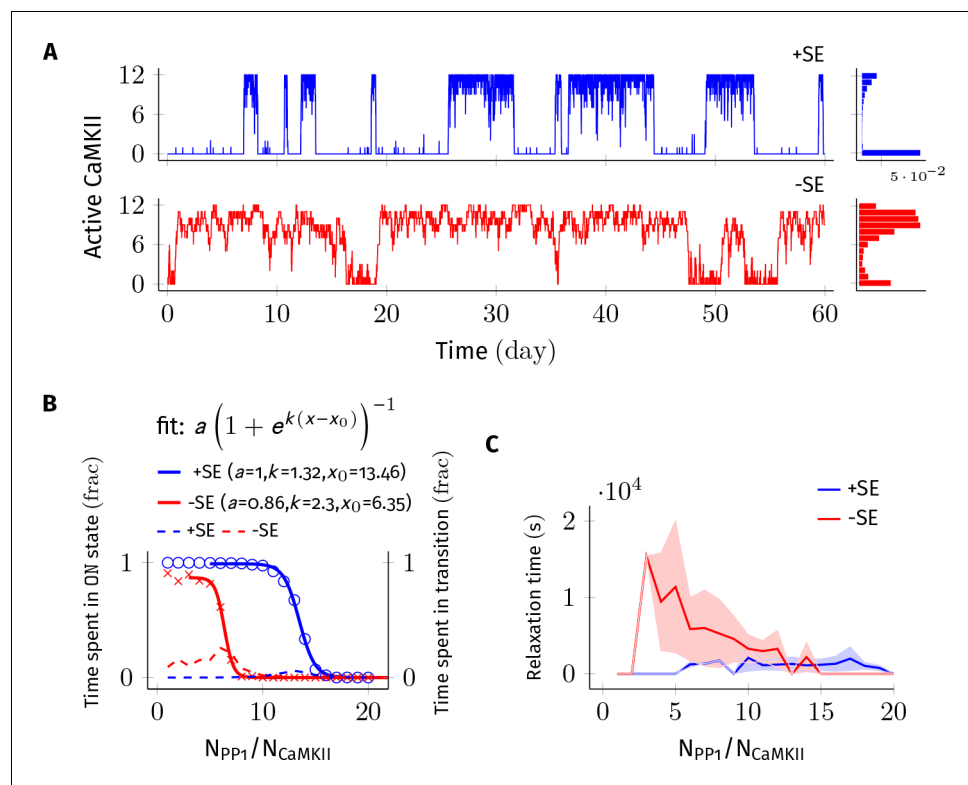 A
+SE
12
6
0
5 · 10⁻²
-SE
12
6
0
Active CaMKII
0 10 20 30 40 50 60
Time (day)
B
fit: a (1 + e^{k(x−x₀)})⁻¹
+SE (a=1,k=1.32,x₀=13.46)
-SE (a=0.86,k=2.3,x₀=6.35)
+SE -SE
Time spent in ON state (frac)
Time spent in transition (frac)
1 1
0 0
0 10 20
N_PP1/N_CaMKII
C
+SE
-SE
·10⁴
2
1
0
Relaxation time (s)
0 5 10 15 20
N_PP1/N_CaMKII